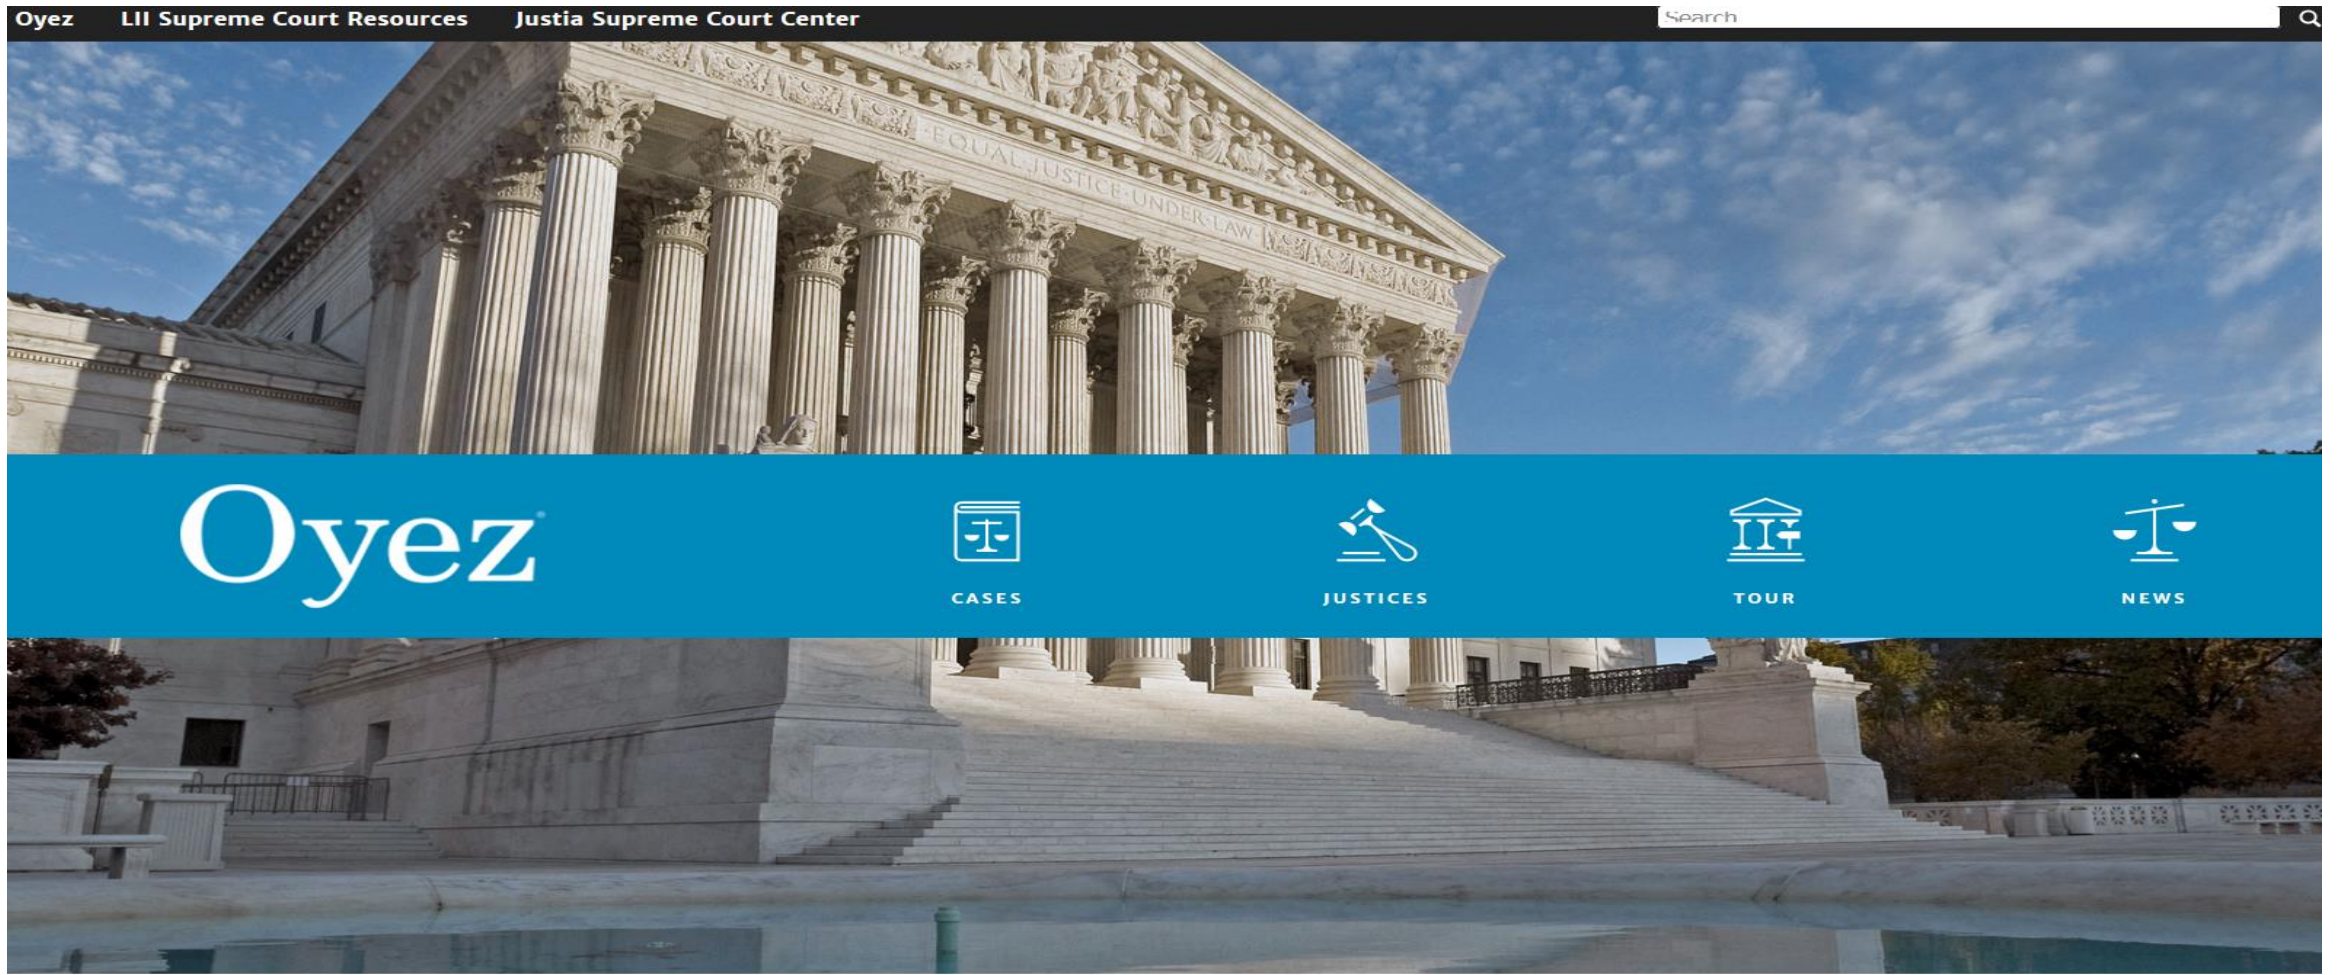 Oyez LII Supreme Court Resources Justia Supreme Court Center Search
·EQUAL·JUSTICE·UNDER·LAW·
Oyez
CASES JUSTICES TOUR NEWS